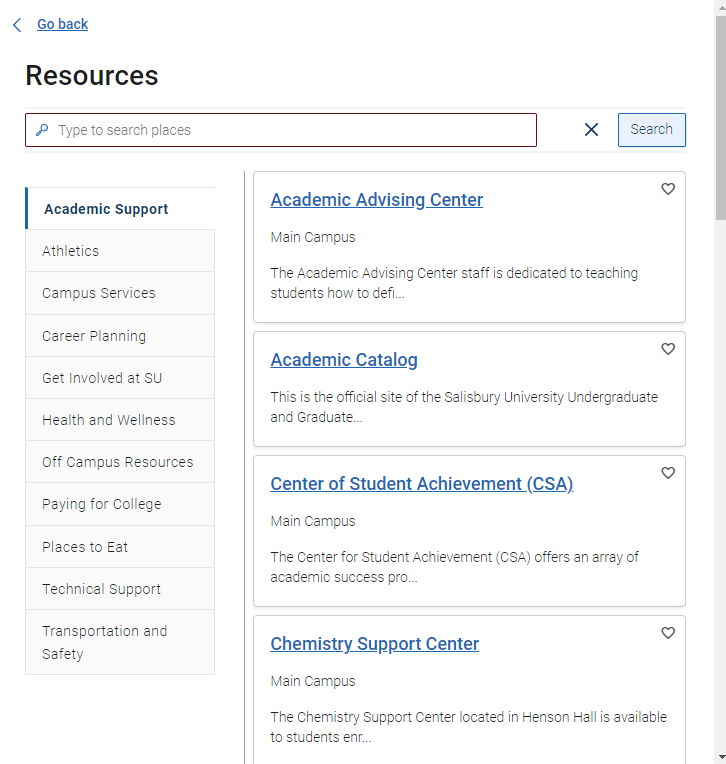 Go back
Resources
Type to search places
Search
Academic Support
Athletics
Campus Services
Career Planning
Get Involved at SU
Health and Wellness
Off Campus Resources
Paying for College
Places to Eat
Technical Support
Transportation and
Safety
Academic Advising Center
Main Campus
The Academic Advising Center staff is dedicated to teaching
students how to defi...
Academic Catalog
This is the official site of the Salisbury University Undergraduate
and Graduate...
Center of Student Achievement (CSA)
Main Campus
The Center for Student Achievement (CSA) offers an array of
academic success pro...
Chemistry Support Center
Main Campus
The Chemistry Support Center located in Henson Hall is available
to students enr...